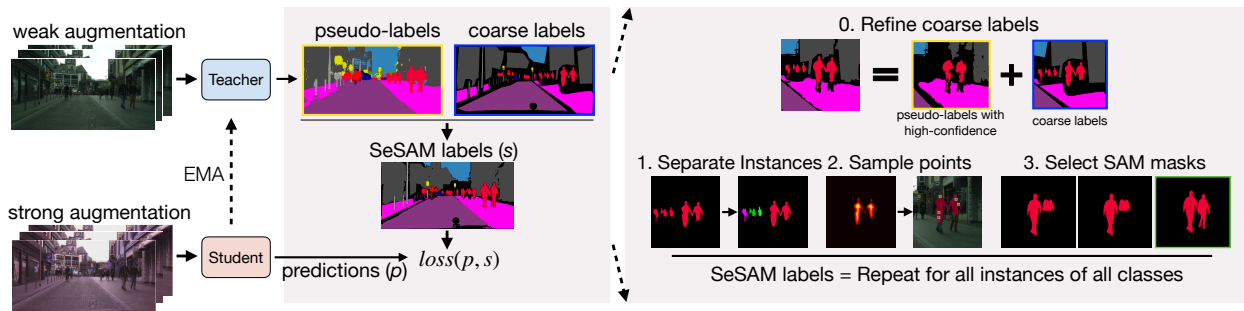 weak augmentation
Teacher
pseudo-labels
coarse labels
SeSAM labels (s)
EMA
strong augmentation
Student
predictions (p)
loss(p, s)
0. Refine coarse labels
=
+
pseudo-labels with
high-confidence
coarse labels
1. Separate Instances
2. Sample points
3. Select SAM masks
SeSAM labels = Repeat for all instances of all classes